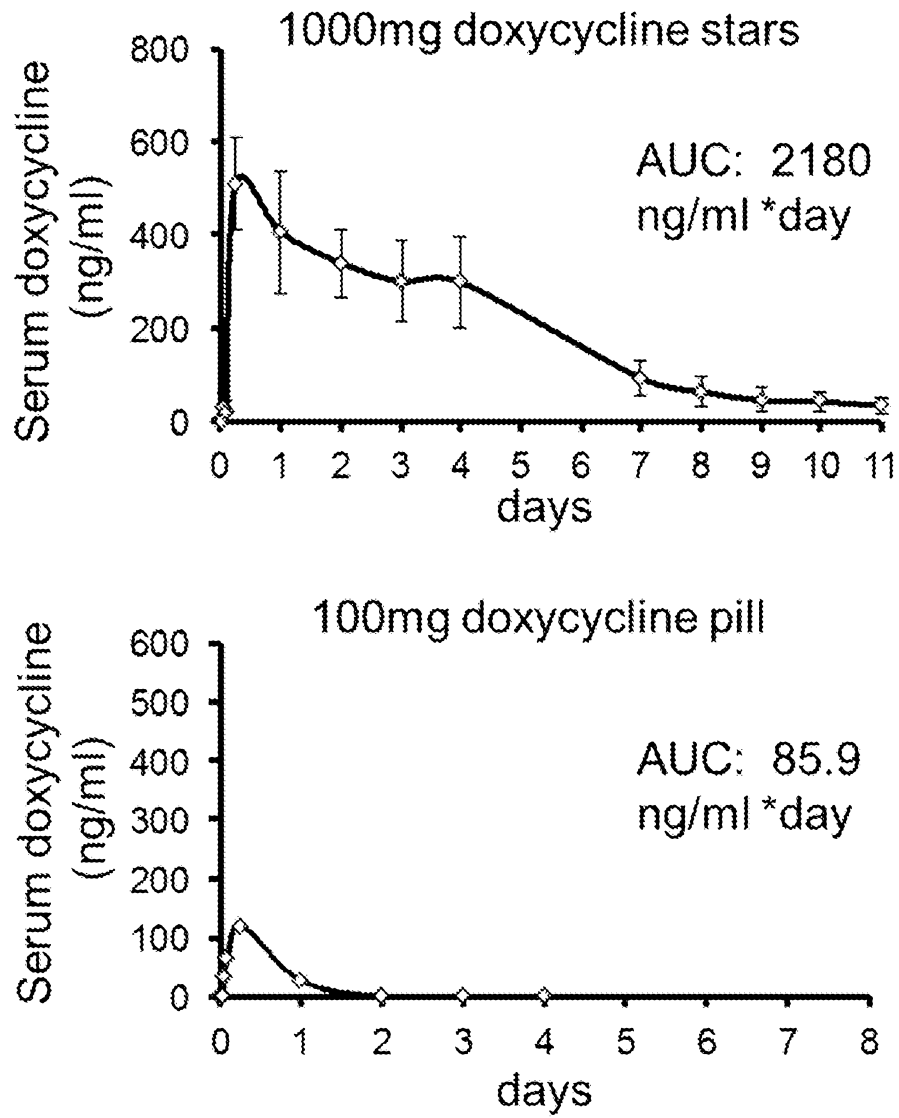 1000mg doxycycline stars
Serum doxycycline
(ng/ml)
800
600
400
200
0
AUC: 2180
ng/ml *day
0 1 2 3 4 5 6 7 8 9 10 11
days
100mg doxycycline pill
Serum doxycycline
(ng/ml)
600
500
400
300
200
100
0
AUC: 85.9
ng/ml *day
0 1 2 3 4 5 6 7 8
days